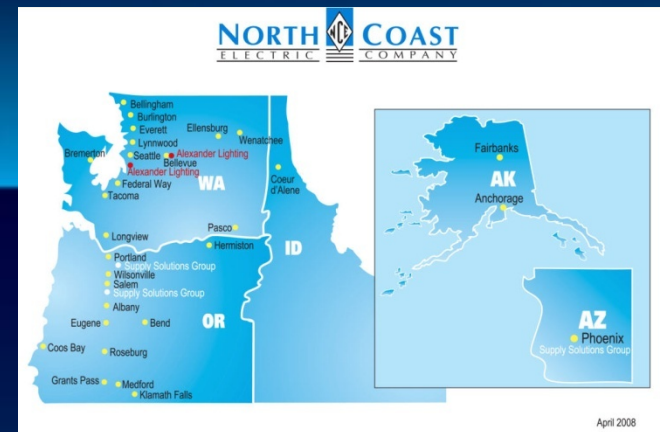 NORTH NCE COAST
ELECTRIC COMPANY
Bellingham
Burlington
Everett
Lynnwood
Ellensburg
Wenatchee
Bremerton
Seattle
Alexander Lighting
Bellevue
Alexander Lighting
Federal Way
WA
Tacoma
Coeur
d'Alene
Pasco
Longview
Hermiston
ID
Portland
Supply Solutions Group
Wilsonville
Salem
Supply Solutions Group
Albany
Eugene
Bend
OR
Coos Bay
Roseburg
Grants Pass
Medford
Klamath Falls
Fairbanks
AK
Anchorage
AZ
Phoenix
Supply Solutions Group
April 2008